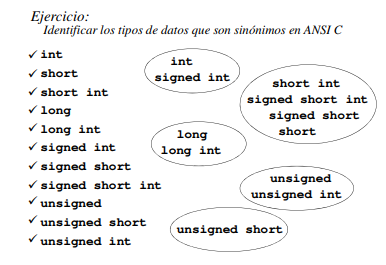 Ejercicio:
Identificar los tipos de datos que son sinónimos en ANSI C
✓ int
✓ short
✓ short int
✓ long
✓ long int
✓ signed int
✓ signed short
✓ signed short int
✓ unsigned
✓ unsigned short
✓ unsigned int
int
signed int
short int
signed short int
signed short
short
long
long int
unsigned
unsigned int
unsigned short